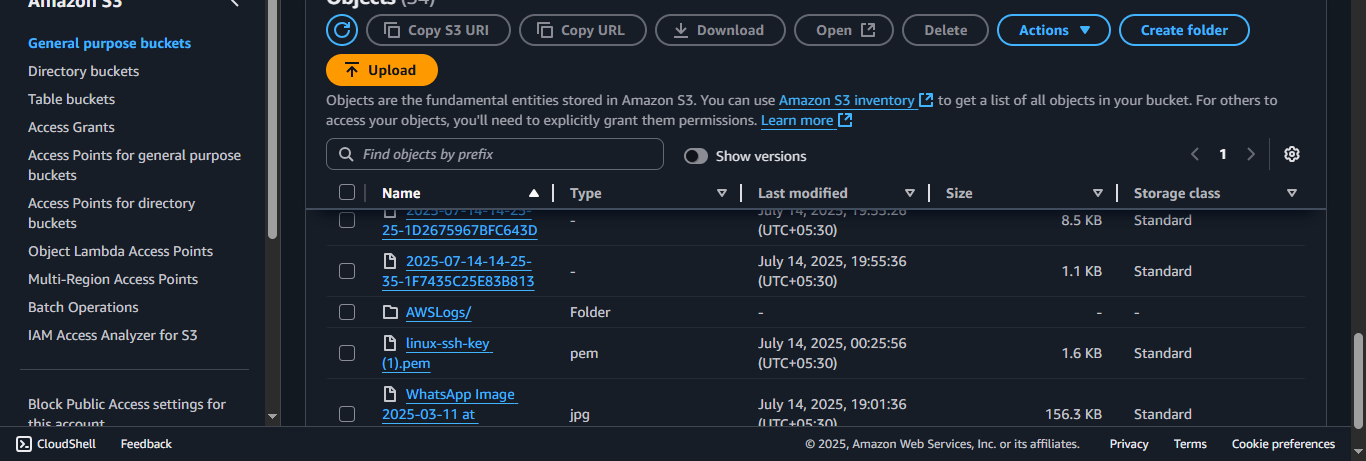 Amazon S3
General purpose buckets
Directory buckets
Table buckets
Access Grants
Access Points for general purpose
buckets
Access Points for directory
buckets
Object Lambda Access Points
Multi-Region Access Points
Batch Operations
IAM Access Analyzer for S3
Block Public Access settings for
this account
Objects (34)
Copy S3 URI Copy URL Download Open Delete Actions Create folder
Upload
Objects are the fundamental entities stored in Amazon S3. You can use Amazon S3 inventory to get a list of all objects in your bucket. For others to
access your objects, you'll need to explicitly grant them permissions. Learn more
Find objects by prefix Show versions 1
Name Type Last modified Size Storage class
2025-07-14-14-25-
25-1D2675967BFC643D - July 14, 2025, 19:55:26
(UTC+05:30) 8.5 KB Standard
2025-07-14-14-25-
35-1F7435C25E83B813 - July 14, 2025, 19:55:36
(UTC+05:30) 1.1 KB Standard
AWSLogs/ Folder - - -
linux-ssh-key
(1).pem pem July 14, 2025, 00:25:56
(UTC+05:30) 1.6 KB Standard
WhatsApp Image
2025-03-11 at jpg July 14, 2025, 19:01:36
(UTC+05:30) 156.3 KB Standard
CloudShell Feedback © 2025, Amazon Web Services, Inc. or its affiliates. Privacy Terms Cookie preferences